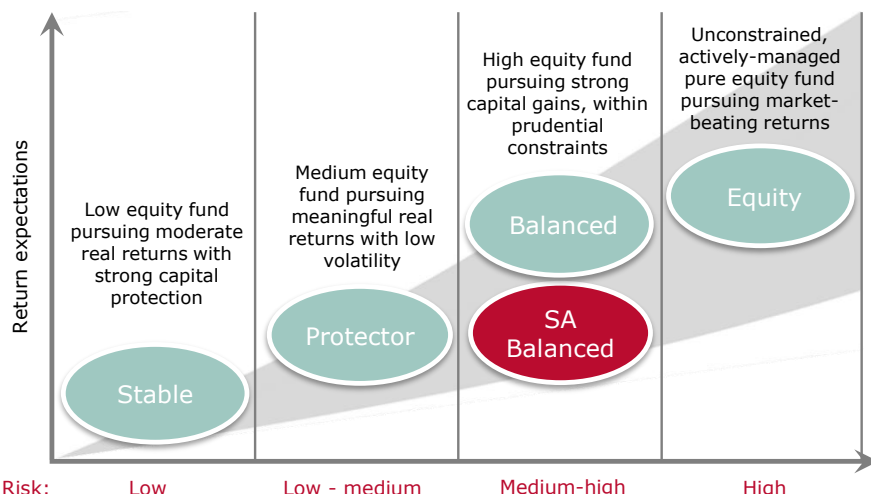 Unconstrained,
actively-managed
pure equity fund
pursuing market-
beating returns
High equity fund
pursuing strong
capital gains, within
prudential
constraints
Medium equity
fund pursuing
meaningful real
returns with low
volatility
Low equity fund
pursuing moderate
real returns with
strong capital
protection
Return expectations
Equity
Balanced
SA
Balanced
Protector
Stable
Risk: Low Low - medium Medium-high High